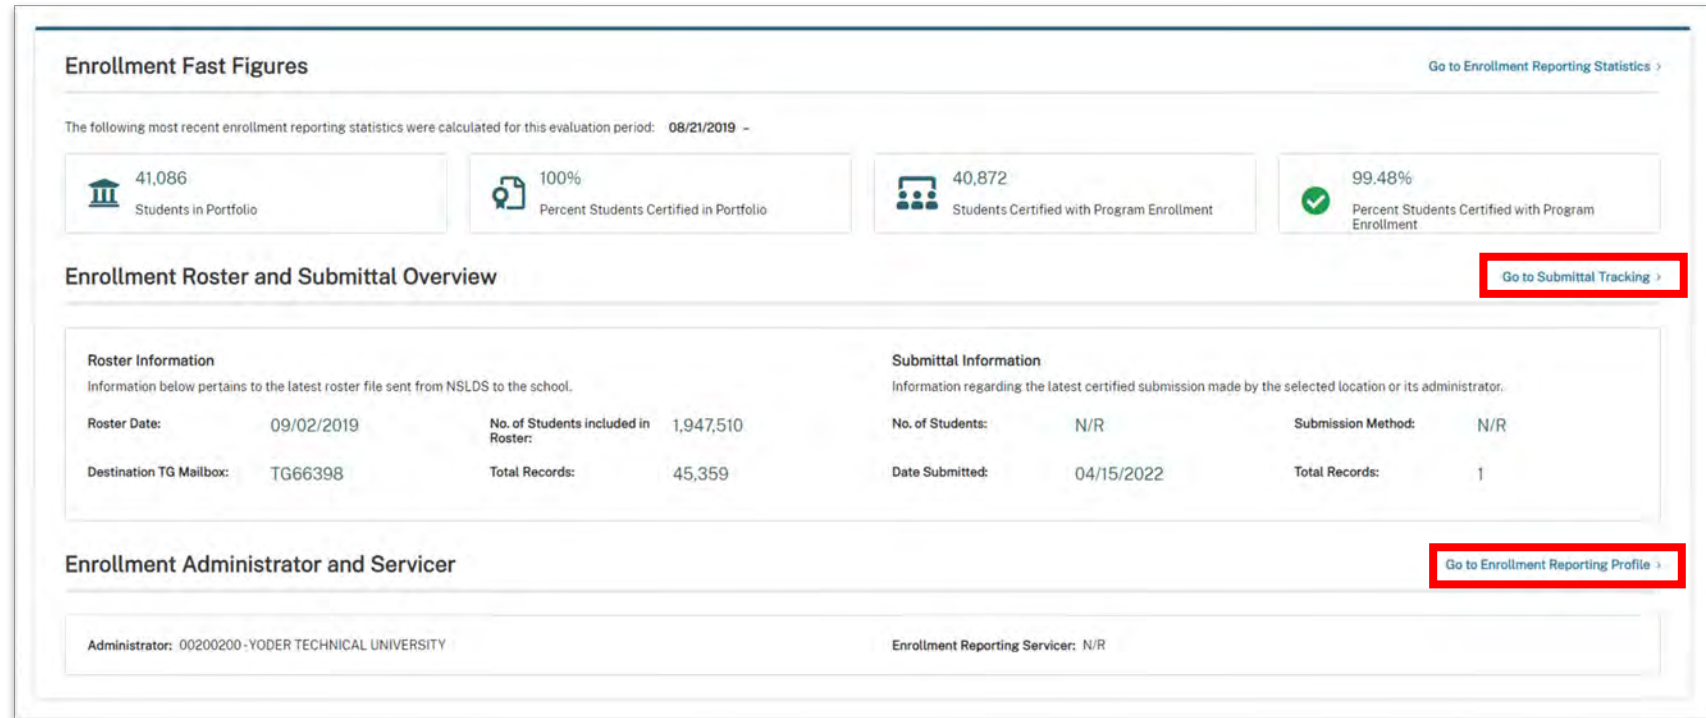 Enrollment Fast Figures
Go to Enrollment Reporting Statistics >
The following most recent enrollment reporting statistics were calculated for this evaluation period: 08/21/2019 –
41,086
Students in Portfolio
100%
Percent Students Certified in Portfolio
40,872
Students Certified with Program Enrollment
99.48%
Percent Students Certified with Program
Enrollment
Enrollment Roster and Submittal Overview
Go to Submittal Tracking >
Roster Information
Information below pertains to the latest roster file sent from NSLDS to the school.
Roster Date: 09/02/2019
No. of Students included in
Roster: 1,947,510
Destination TG Mailbox: TG66398
Total Records: 45,359
Submittal Information
Information regarding the latest certified submission made by the selected location or its administrator.
No. of Students: N/R
Submission Method: N/R
Date Submitted: 04/15/2022
Total Records: 1
Enrollment Administrator and Servicer
Go to Enrollment Reporting Profile >
Administrator: 00200200 - YODER TECHNICAL UNIVERSITY
Enrollment Reporting Servicer: N/R